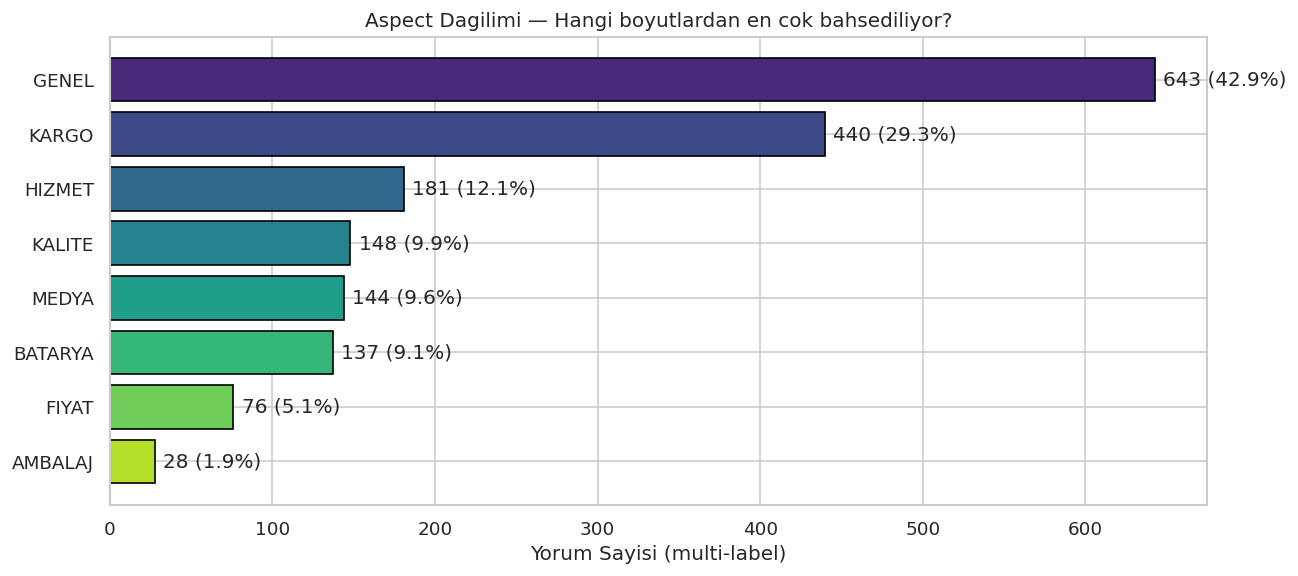 Aspect Dagilimi — Hangi boyutlardan en cok bahsediliyor?
GENEL 643 (42.9%)
KARGO 440 (29.3%)
HIZMET 181 (12.1%)
KALITE 148 (9.9%)
MEDYA 144 (9.6%)
BATARYA 137 (9.1%)
FIYAT 76 (5.1%)
AMBALAJ 28 (1.9%)
0 100 200 300 400 500 600
Yorum Sayisi (multi-label)